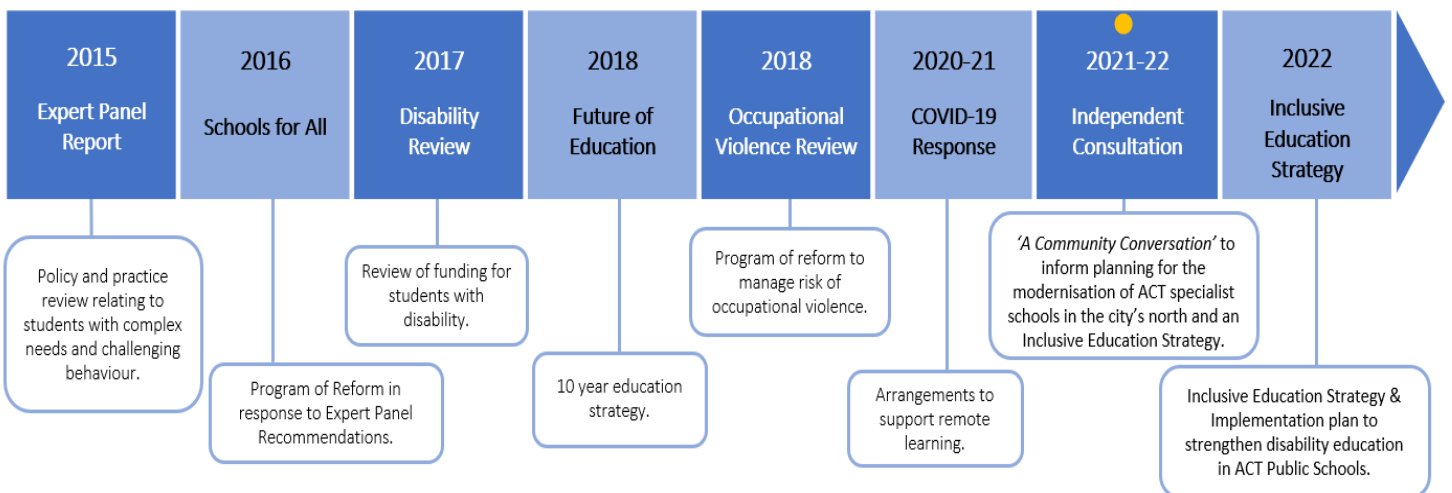 2015
Expert Panel
Report
2016
Schools for All
2017
Disability
Review
2018
Future of
Education
2018
Occupational
Violence Review
2020-21
COVID-19
Response
2021-22
Independent
Consultation
2022
Inclusive
Education
Strategy
Policy and practice
review relating to
students with complex
needs and challenging
behaviour.
Program of Reform in
response to Expert Panel
Recommendations.
Review of funding for
students with
disability.
10 year education
strategy.
Program of reform to
manage risk of
occupational violence.
Arrangements to
support remote
learning.
‘A Community Conversation’ to
inform planning for the
modernisation of ACT specialist
schools in the city’s north and an
Inclusive Education Strategy.
Inclusive Education Strategy &
Implementation plan to
strengthen disability education
in ACT Public Schools.